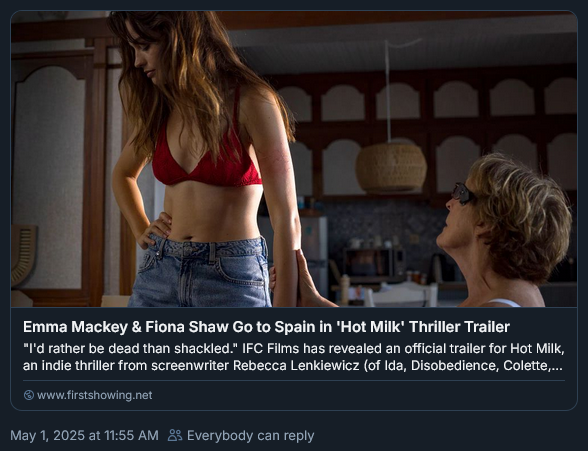 Emma Mackey & Fiona Shaw Go to Spain in 'Hot Milk' Thriller Trailer
"I'd rather be dead than shackled." IFC Films has revealed an official trailer for Hot Milk,
an indie thriller from screenwriter Rebecca Lenkiewicz (of Ida, Disobedience, Colette,...
www.firstshowing.net
May 1, 2025 at 11:55 AM Everybody can reply